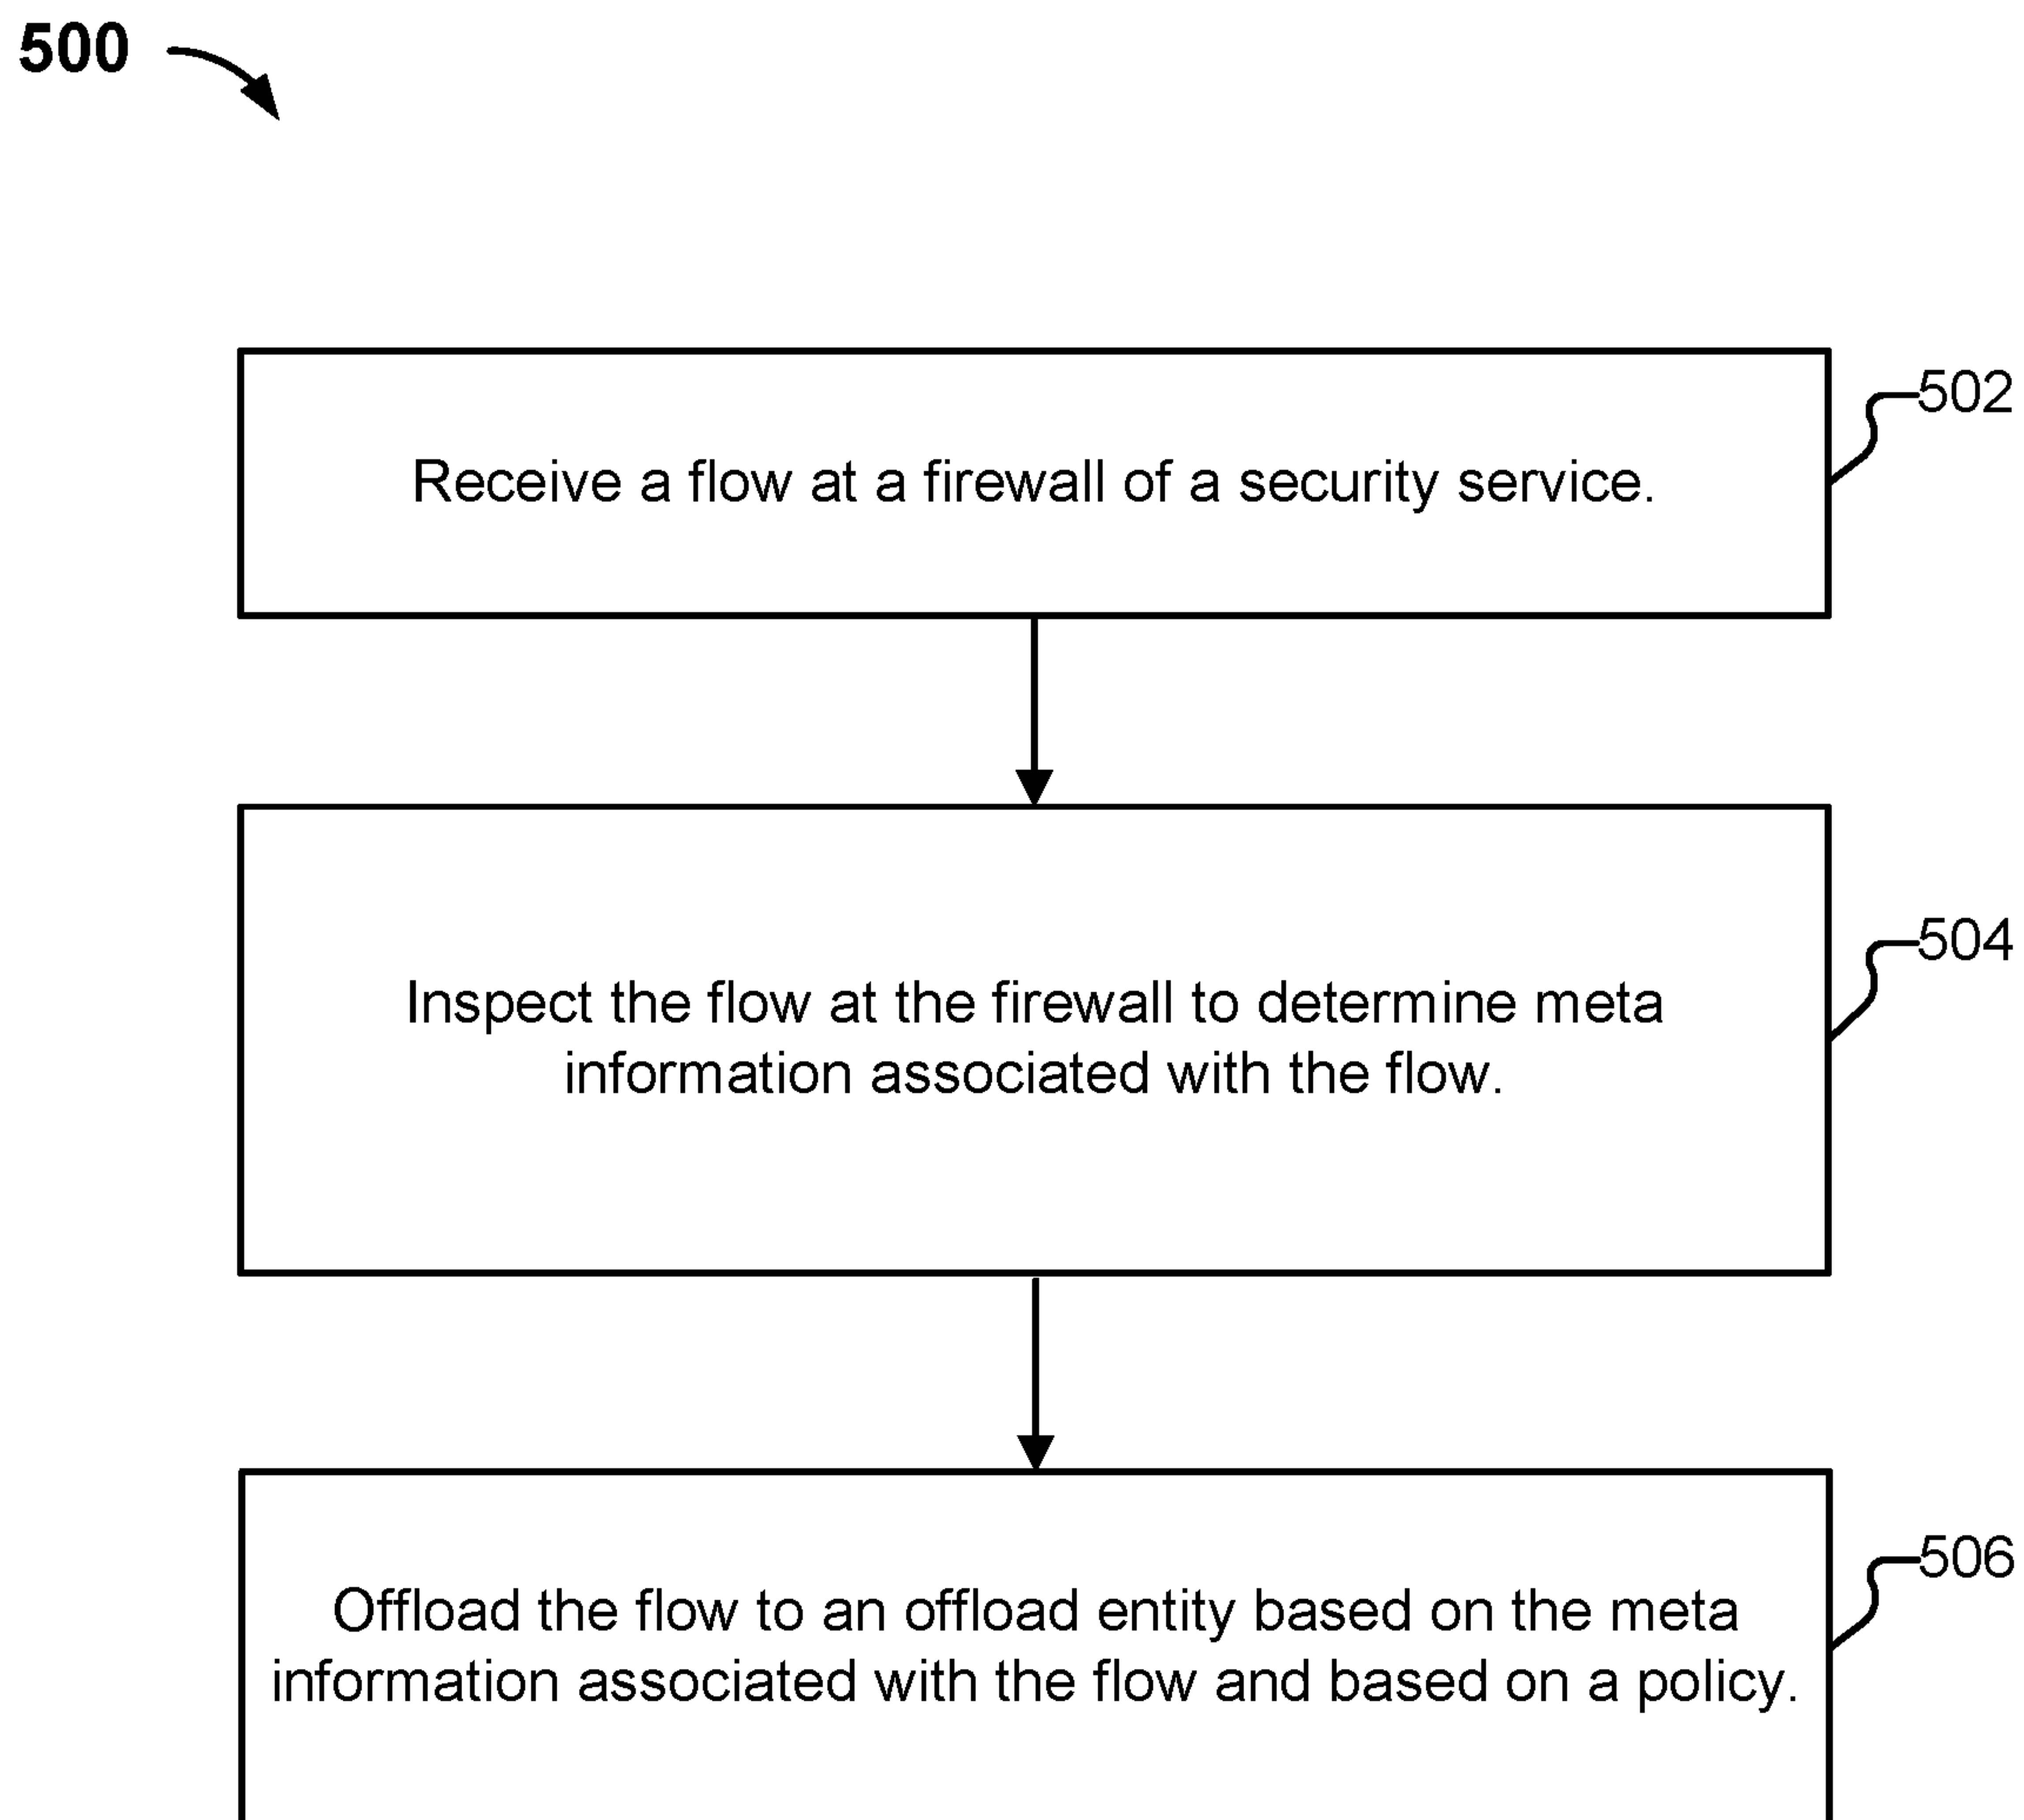 500
502
Receive a flow at a firewall of a security service.
504
Inspect the flow at the firewall to determine meta
information associated with the flow.
506
Offload the flow to an offload entity based on the meta
information associated with the flow and based on a policy.